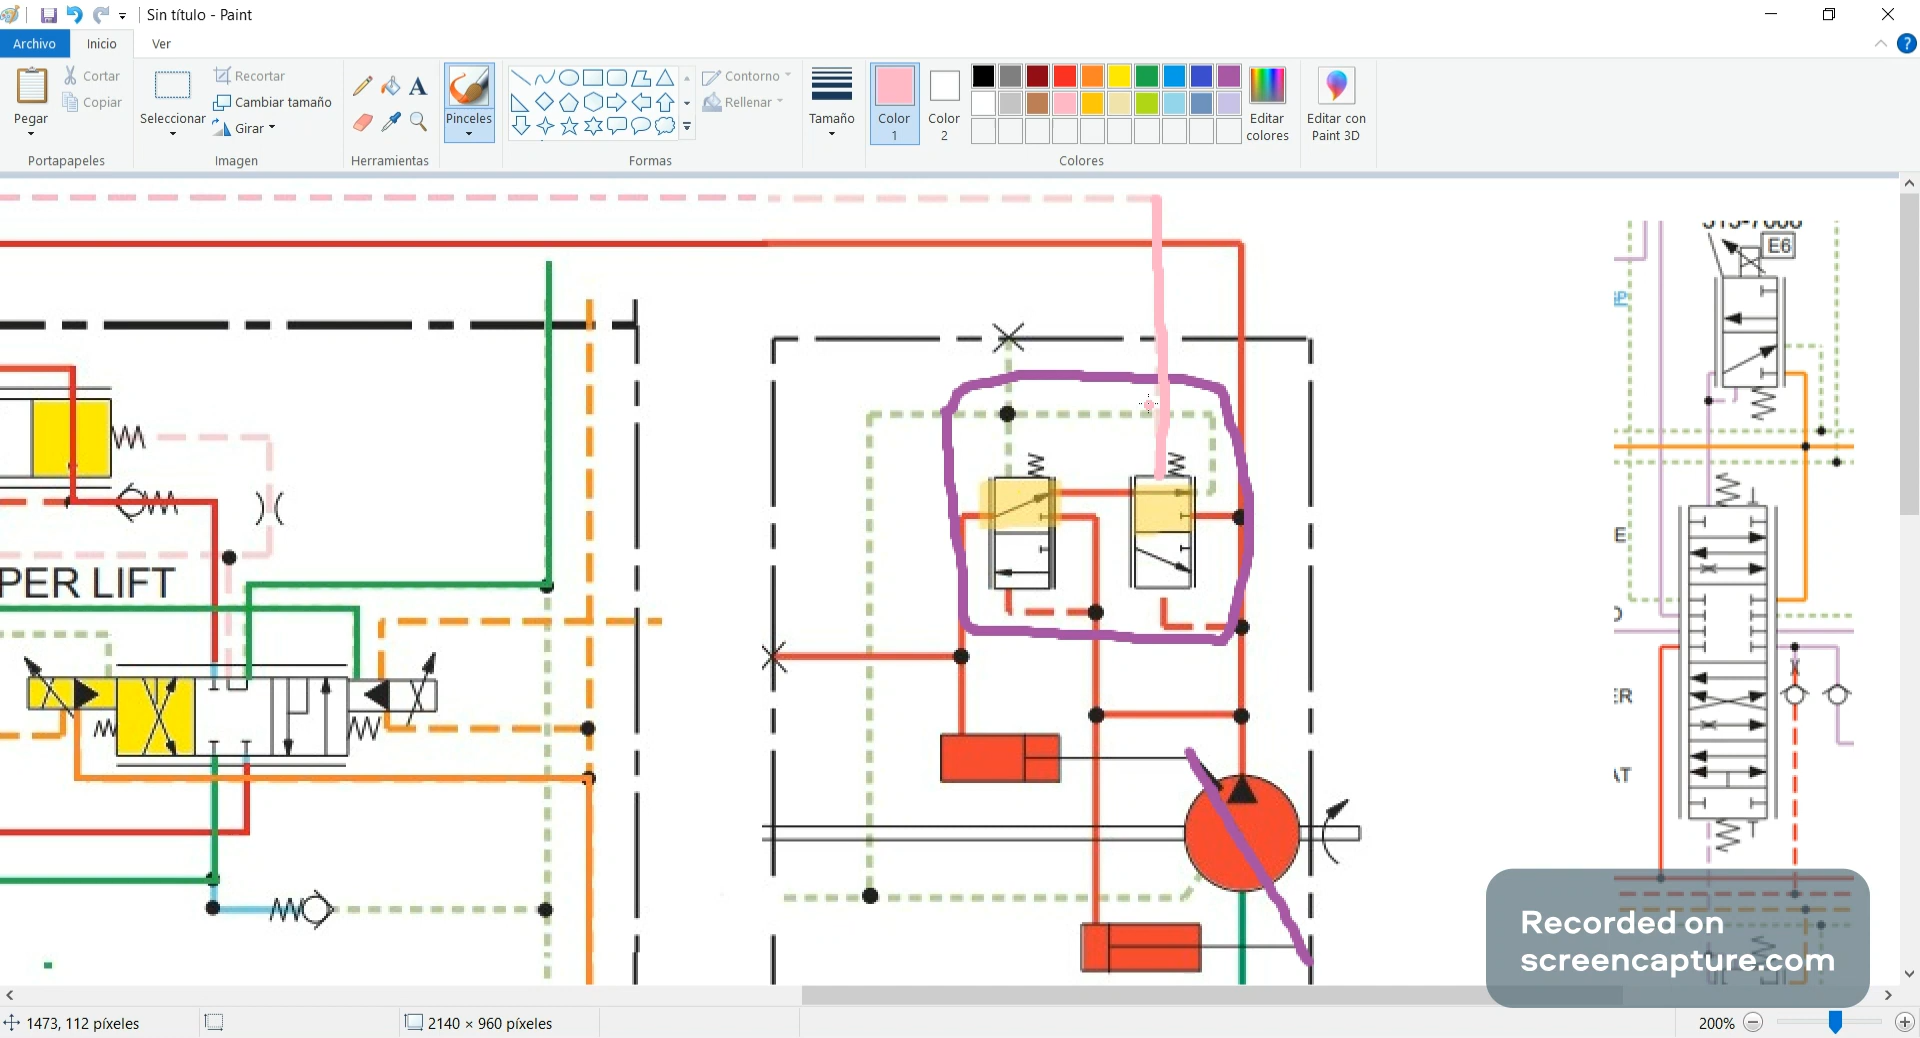 Sin título - Paint
Archivo
Inicio
Ver
Pegar
Cortar
Copiar
Portapapeles
Seleccionar
Recortar
Cambiar tamaño
Girar
Imagen
A
Herramientas
Pinceles
Contorno
Rellenar
Formas
Tamaño
Color
1
Color
2
Editar
colores
Colores
Editar con
Paint 3D
PER LIFT
E6
E
ER
AT
Recorded on
screencapture.com
1473, 112 píxeles
2140 × 960 píxeles
200%